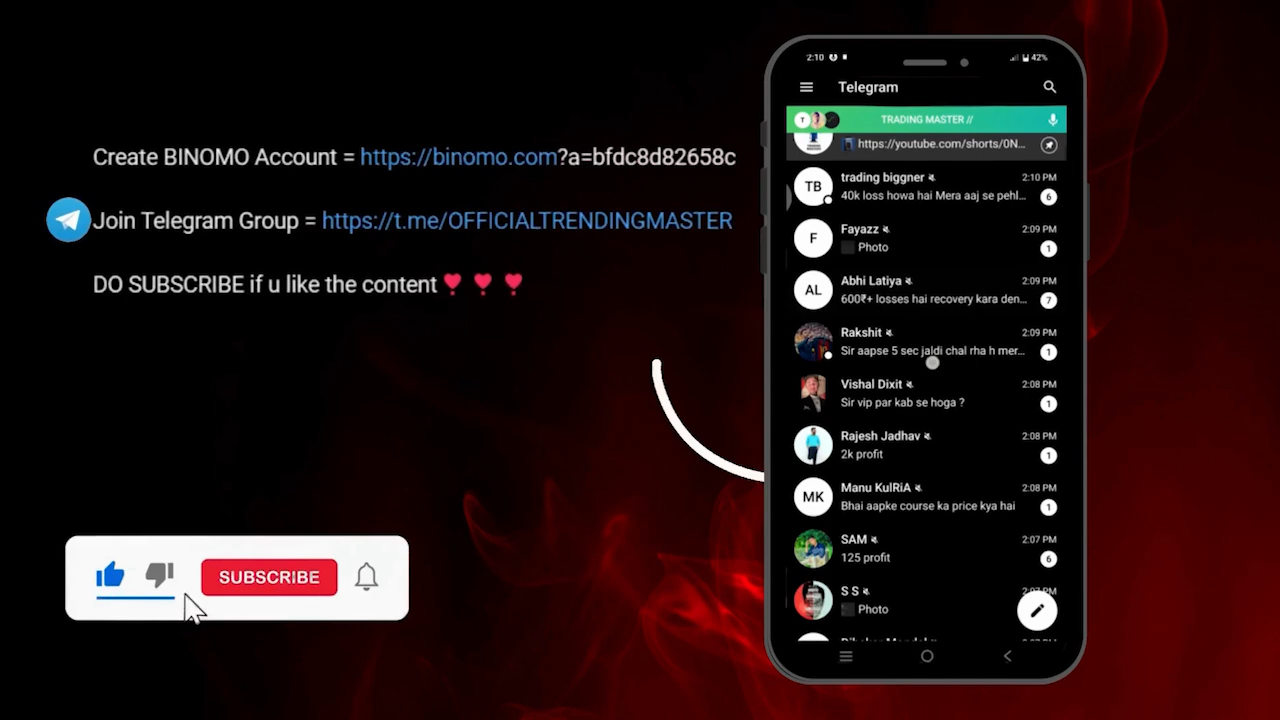 Create BINOMO Account = https://binomo.com?a=bfdc8d82658c
Join Telegram Group = https://t.me/OFFICIALTRENDINGMASTER
DO SUBSCRIBE if u like the content
SUBSCRIBE
2:10
42%
Telegram
T
TRADING MASTER //
https://youtube.com/shorts/0N...
TB
trading biggner
2:10 PM
40k loss howa hai Mera aaj se pehl...
6
F
Fayazz
2:09 PM
Photo
1
AL
Abhi Latiya
2:09 PM
600₹+ losses hai recovery kara den...
7
Rakshit
2:09 PM
Sir aapse 5 sec jaldi chal rha h mer...
1
Vishal Dixit
2:08 PM
Sir vip par kab se hoga ?
1
Rajesh Jadhav
2:08 PM
2k profit
1
MK
Manu KulRiA
2:08 PM
Bhai aapke course ka price kya hai
1
SAM
2:07 PM
125 profit
6
S S
2:07 PM
Photo